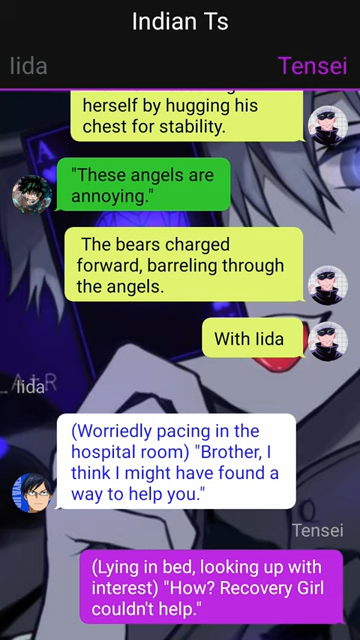 Indian Ts
Iida
Tensei
herself by hugging his
chest for stability.
"These angels are
annoying."
The bears charged
forward, barreling through
the angels.
With Iida
Iida
(Worriedly pacing in the
hospital room) "Brother, I
think I might have found a
way to help you."
Tensei
(Lying in bed, looking up with
interest) "How? Recovery Girl
couldn't help."